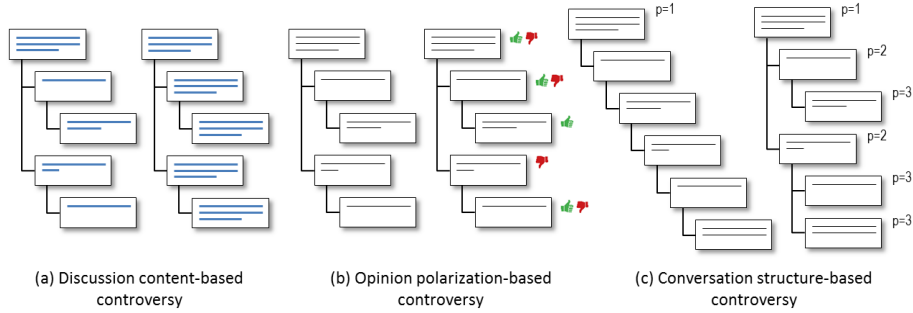 p=1
p=1
p=2
p=3
p=2
p=3
p=3
(a) Discussion content-based
controversy
(b) Opinion polarization-based
controversy
(c) Conversation structure-based
controversy